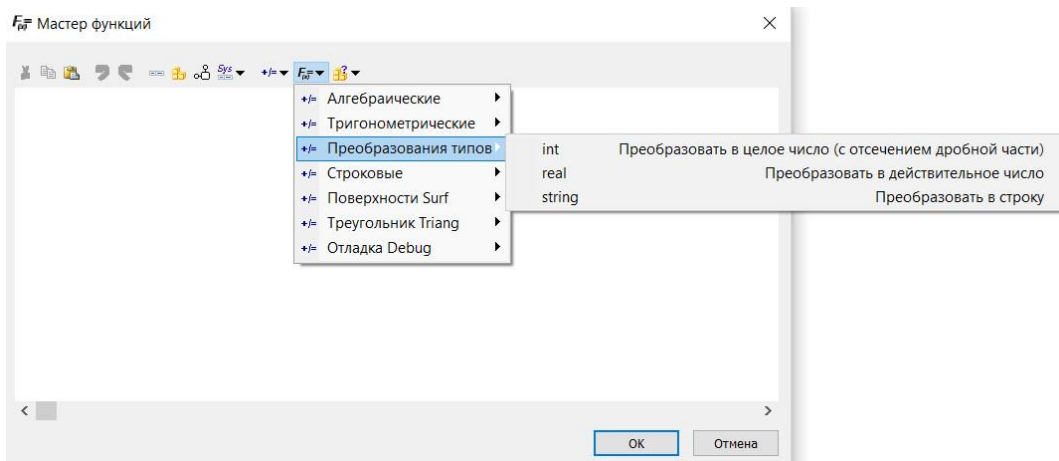 Мастер функций
Sys
Алгебраические
Тригонометрические
Преобразования типов
Строковые
Поверхности Surf
Треугольник Triang
Отладка Debug
int Преобразовать в целое число (с отсечением дробной части)
real Преобразовать в действительное число
string Преобразовать в строку
OK Отмена